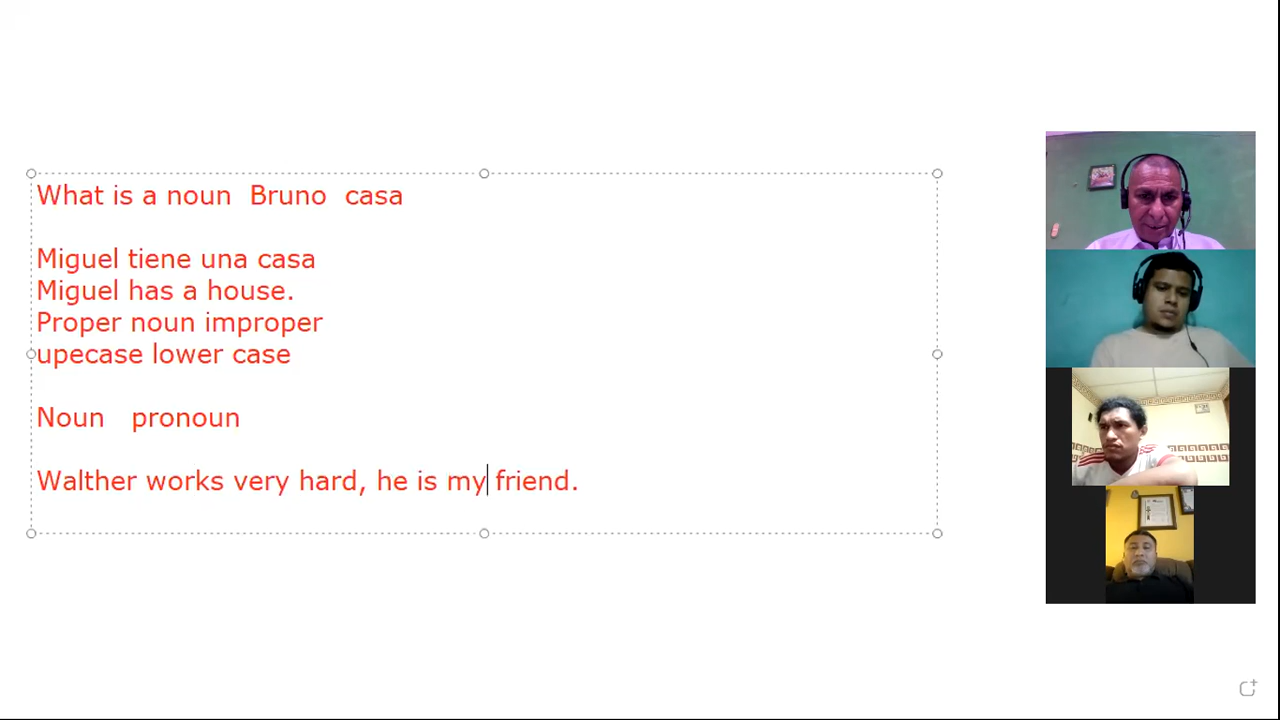 What is a noun Bruno casa
Miguel tiene una casa
Miguel has a house.
Proper noun improper
upecase lower case
Noun pronoun
Walther works very hard, he is my friend.